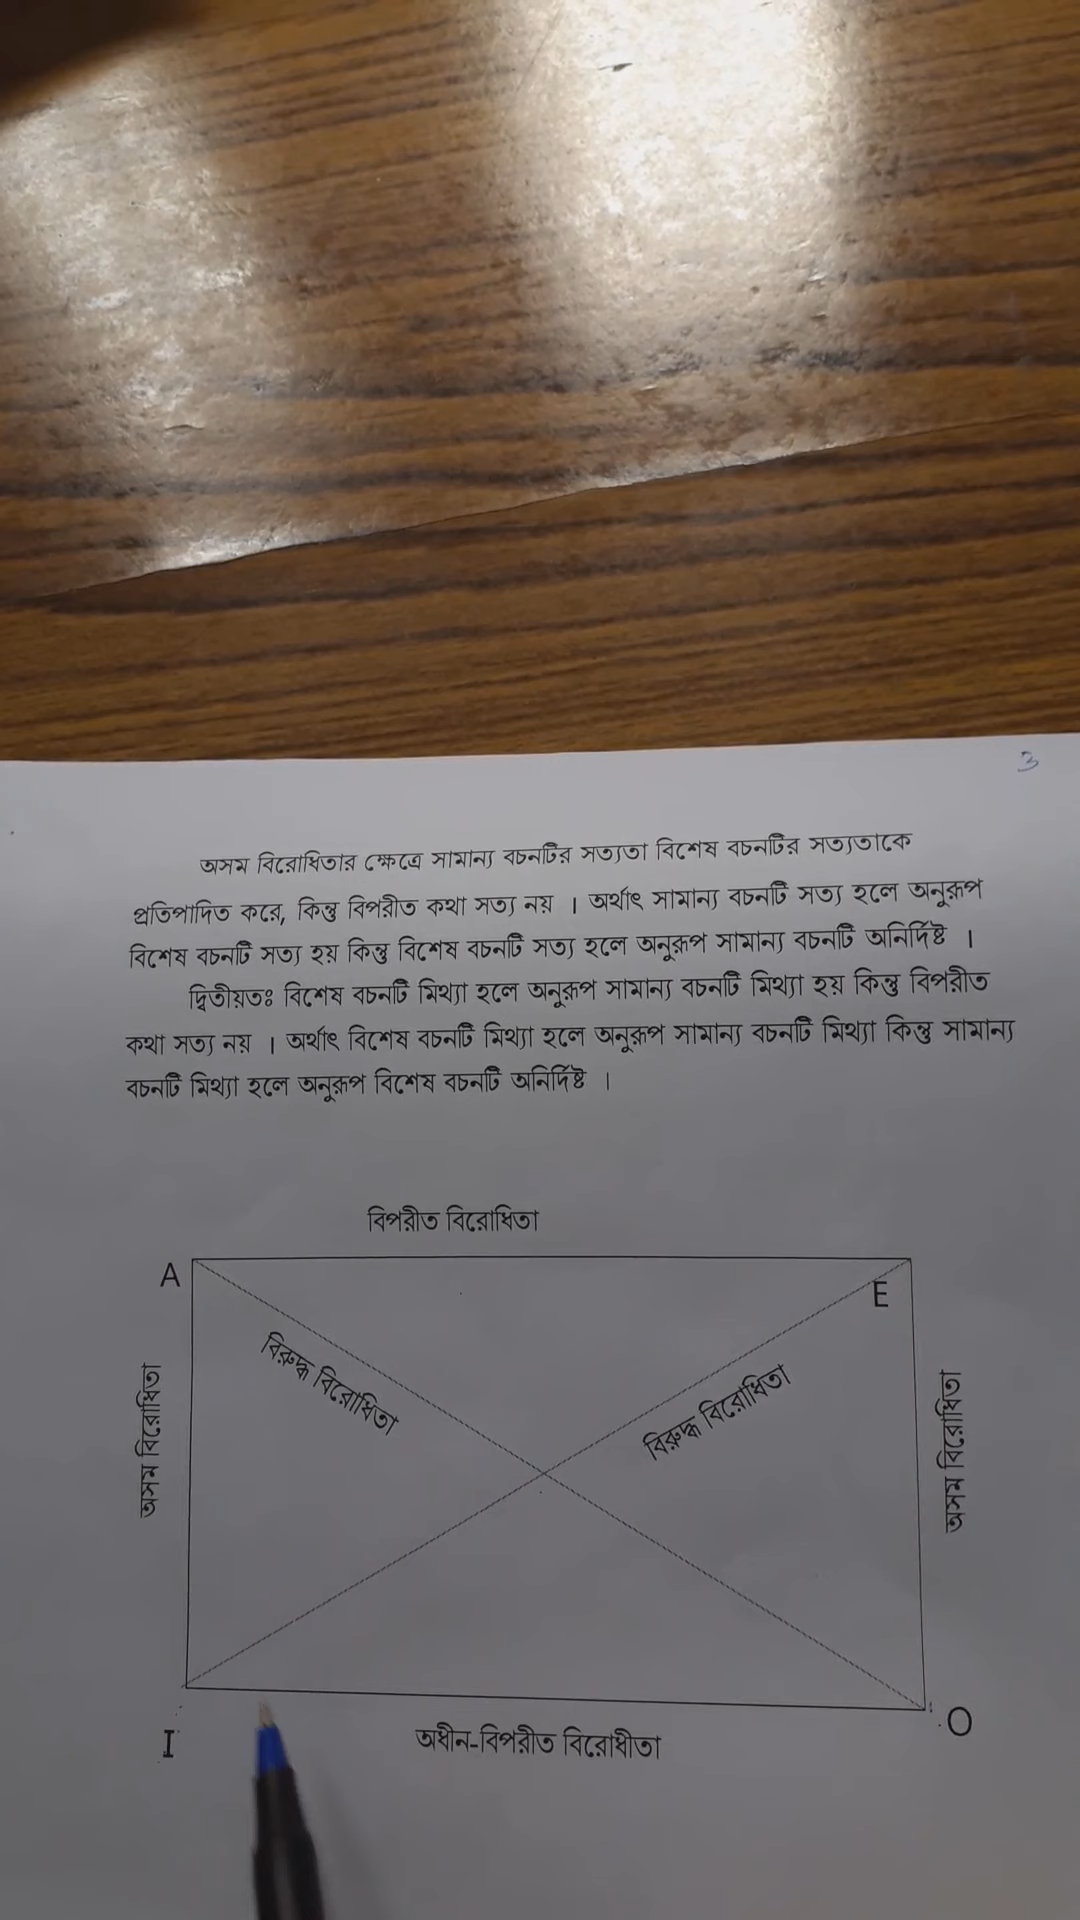 3
অসম বিরোধিতার ক্ষেত্রে সামান্য বচনটির সত্যতা বিশেষ বচনটির সত্যতাকে
প্রতিপাদিত করে, কিন্তু বিপরীত কথা সত্য নয় । অর্থাৎ সামান্য বচনটি সত্য হলে অনুরূপ
বিশেষ বচনটি সত্য হয় কিন্তু বিশেষ বচনটি সত্য হলে অনুরূপ সামান্য বচনটি অনির্দিষ্ট ।
দ্বিতীয়তঃ বিশেষ বচনটি মিথ্যা হলে অনুরূপ সামান্য বচনটি মিথ্যা হয় কিন্তু বিপরীত
কথা সত্য নয় । অর্থাৎ বিশেষ বচনটি মিথ্যা হলে অনুরূপ সামান্য বচনটি মিথ্যা কিন্তু সামান্য
বচনটি মিথ্যা হলে অনুরূপ বিশেষ বচনটি অনির্দিষ্ট ।
বিপরীত বিরোধিতা
A
E
বিরুদ্ধ বিরোধিতা
বিরুদ্ধ বিরোধিতা
অসম বিরোধিতা
অসম বিরোধিতা
I
অধীন-বিপরীত বিরোধীতা
O